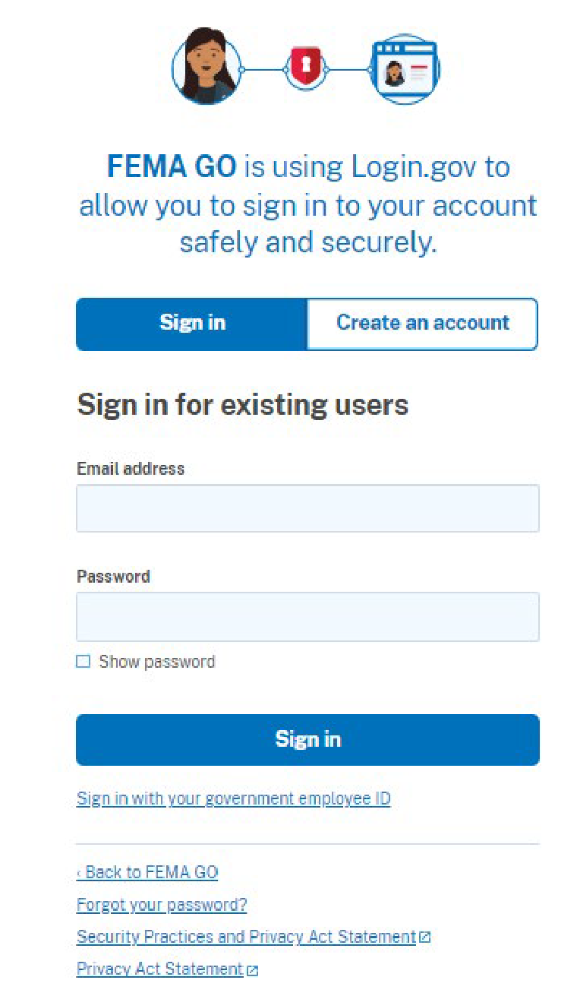 FEMA GO is using Login.gov to
allow you to sign in to your account
safely and securely.
Sign in
Create an account
Sign in for existing users
Email address
Password
Show password
Sign in
Sign in with your government employee ID
‹ Back to FEMA GO
Forgot your password?
Security Practices and Privacy Act Statement
Privacy Act Statement